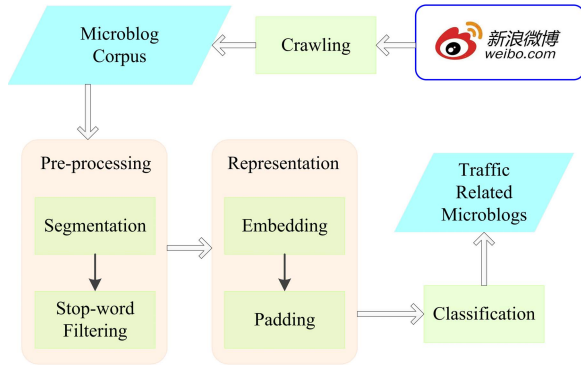 Microblog
Corpus
Crawling
新浪微博
weibo.com
Pre-processing
Segmentation
Stop-word
Filtering
Representation
Embedding
Padding
Traffic
Related
Microblogs
Classification